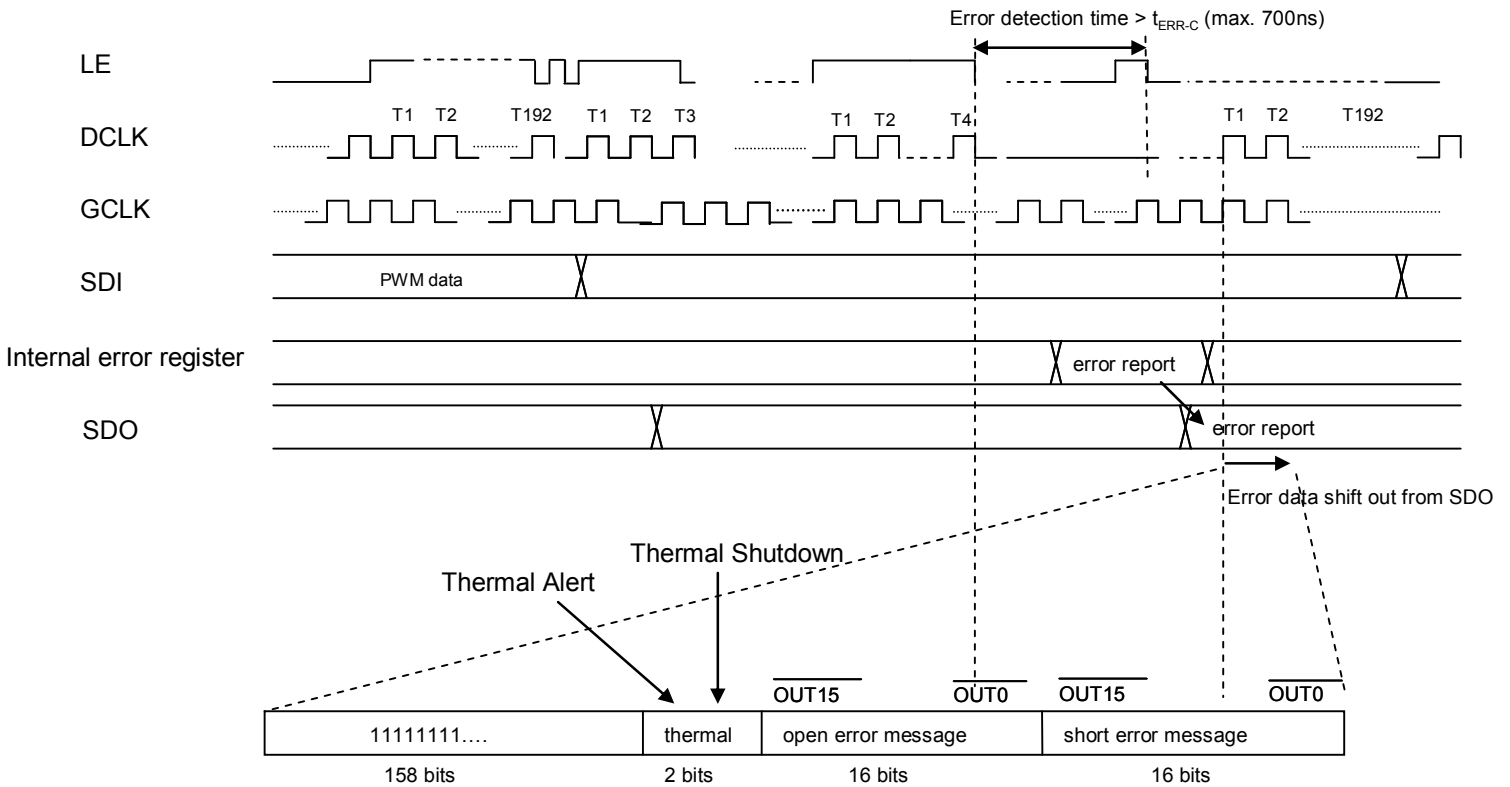 Error detection time > tERR-C (max. 700ns)
LE
T1 T2 T192 T1 T2 T3 T1 T2 T4 T1 T2 T192
DCLK
GCLK
SDI
PWM data
Internal error register
error report
SDO
error report
Error data shift out from SDO
Thermal Shutdown
Thermal Alert
OUT15 OUT0 OUT15 OUT0
11111111.... thermal open error message short error message
158 bits 2 bits 16 bits 16 bits